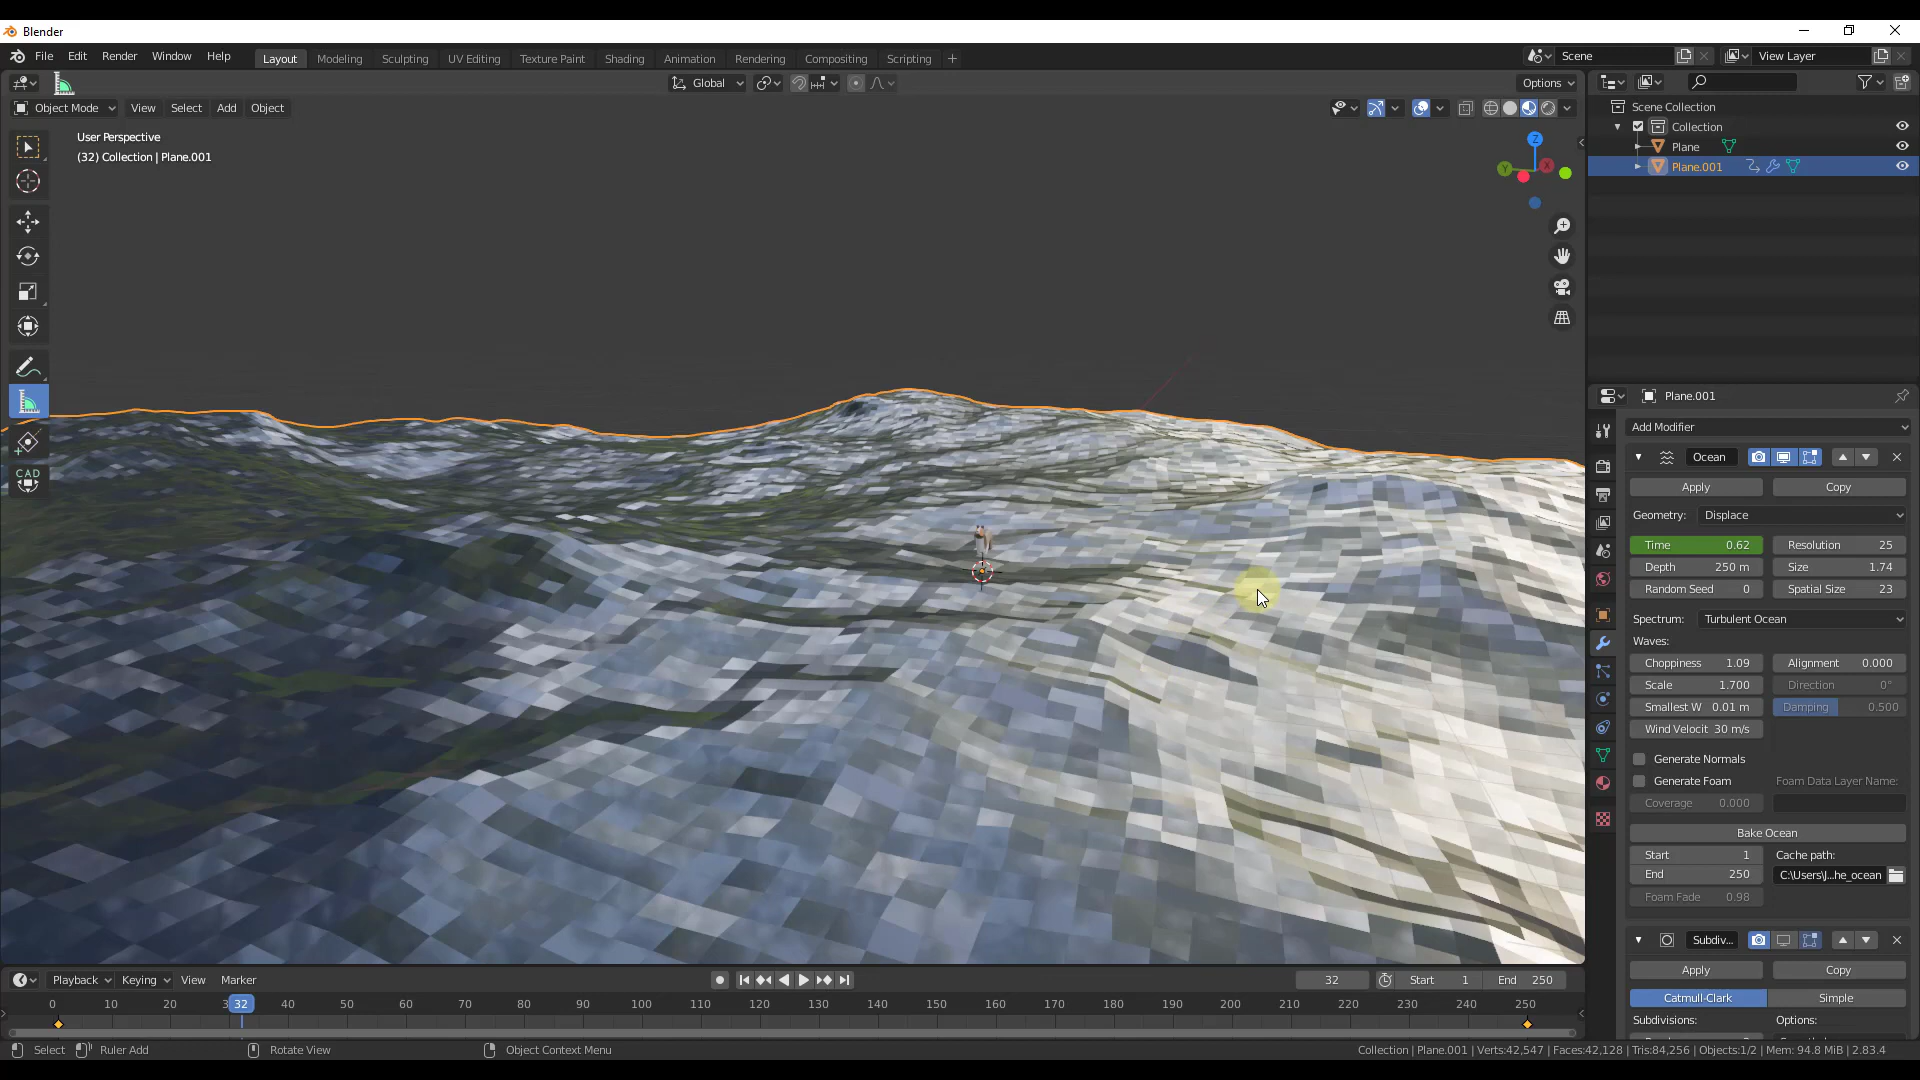 Blender
File Edit Render Window Help Layout Modeling Sculpting UV Editing Texture Paint Shading Animation Rendering Compositing Scripting + Scene View Layer
Global Options
Object Mode View Select Add Object
User Perspective
(32) Collection | Plane.001
Z
Y
X
CAD
Scene Collection
Collection
Plane
Plane.001
Plane.001
Add Modifier
Ocean
Apply Copy
Geometry: Displace
Time 0.62 Resolution 25
Depth 250 m Size 1.74
Random Seed 0 Spatial Size 23
Spectrum: Turbulent Ocean
Waves:
Choppiness 1.09 Alignment 0.000
Scale 1.700 Direction 0°
Smallest W 0.01 m Damping 0.500
Wind Velocit 30 m/s
Generate Normals
Generate Foam Foam Data Layer Name:
Coverage 0.000
Bake Ocean
Start 1 Cache path:
End 250 C:\Users\J...he_ocean
Foam Fade 0.98
Subdiv...
Apply Copy
Catmull-Clark Simple
Subdivisions: Options:
Playback Keying View Marker 32 Start 1 End 250
0 10 20 3 32 40 50 60 70 80 90 100 110 120 130 140 150 160 170 180 190 200 210 220 230 240 250
Select Ruler Add Rotate View Object Context Menu Collection | Plane.001 | Verts:42,547 | Faces:42,128 | Tris:84,256 | Objects:1/2 | Mem: 94.8 MiB | 2.83.4